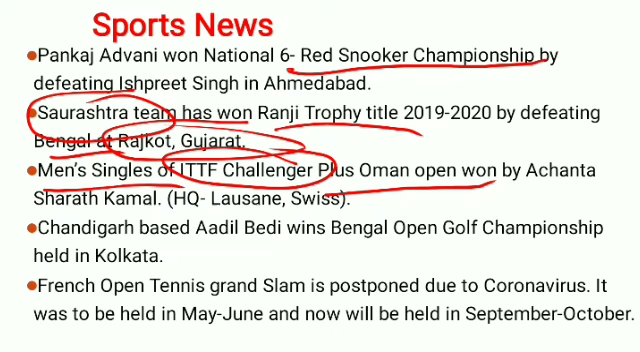 Sports News
●Pankaj Advani won National 6- Red Snooker Championship by
defeating Ishpreet Singh in Ahmedabad.
●Saurashtra team has won Ranji Trophy title 2019-2020 by defeating
Bengal at Rajkot, Gujarat.
●Men's Singles of ITTF Challenger Plus Oman open won by Achanta
Sharath Kamal. (HQ- Lausane, Swiss).
●Chandigarh based Aadil Bedi wins Bengal Open Golf Championship
held in Kolkata.
●French Open Tennis grand Slam is postponed due to Coronavirus. It
was to be held in May-June and now will be held in September-October.